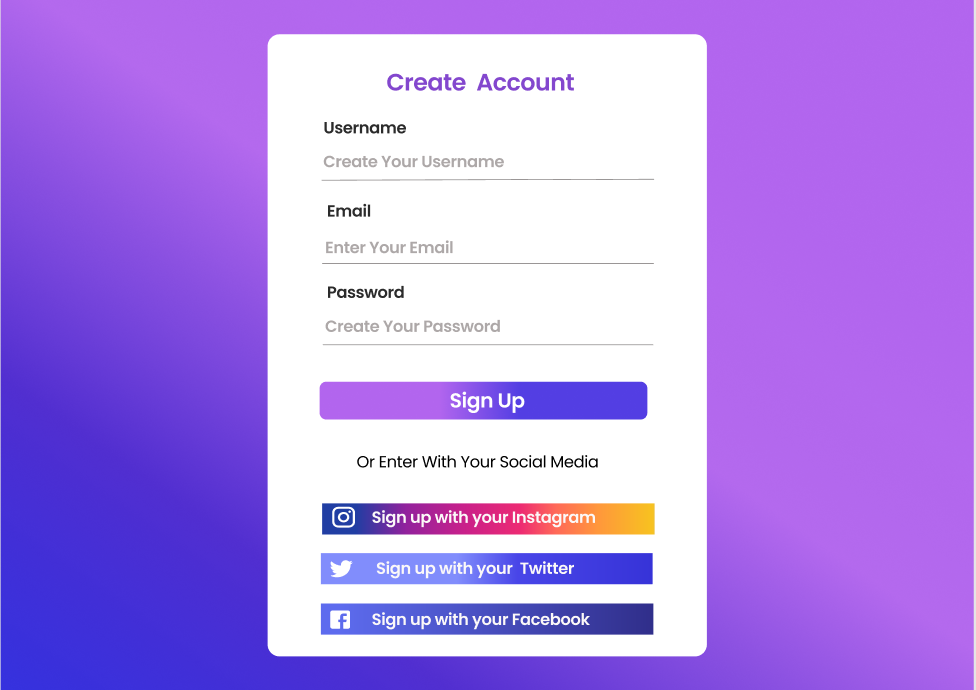 Create Account
Username
Create Your Username
Email
Enter Your Email
Password
Create Your Password
Sign Up
Or Enter With Your Social Media
Sign up with your Instagram
Sign up with your Twitter
Sign up with your Facebook